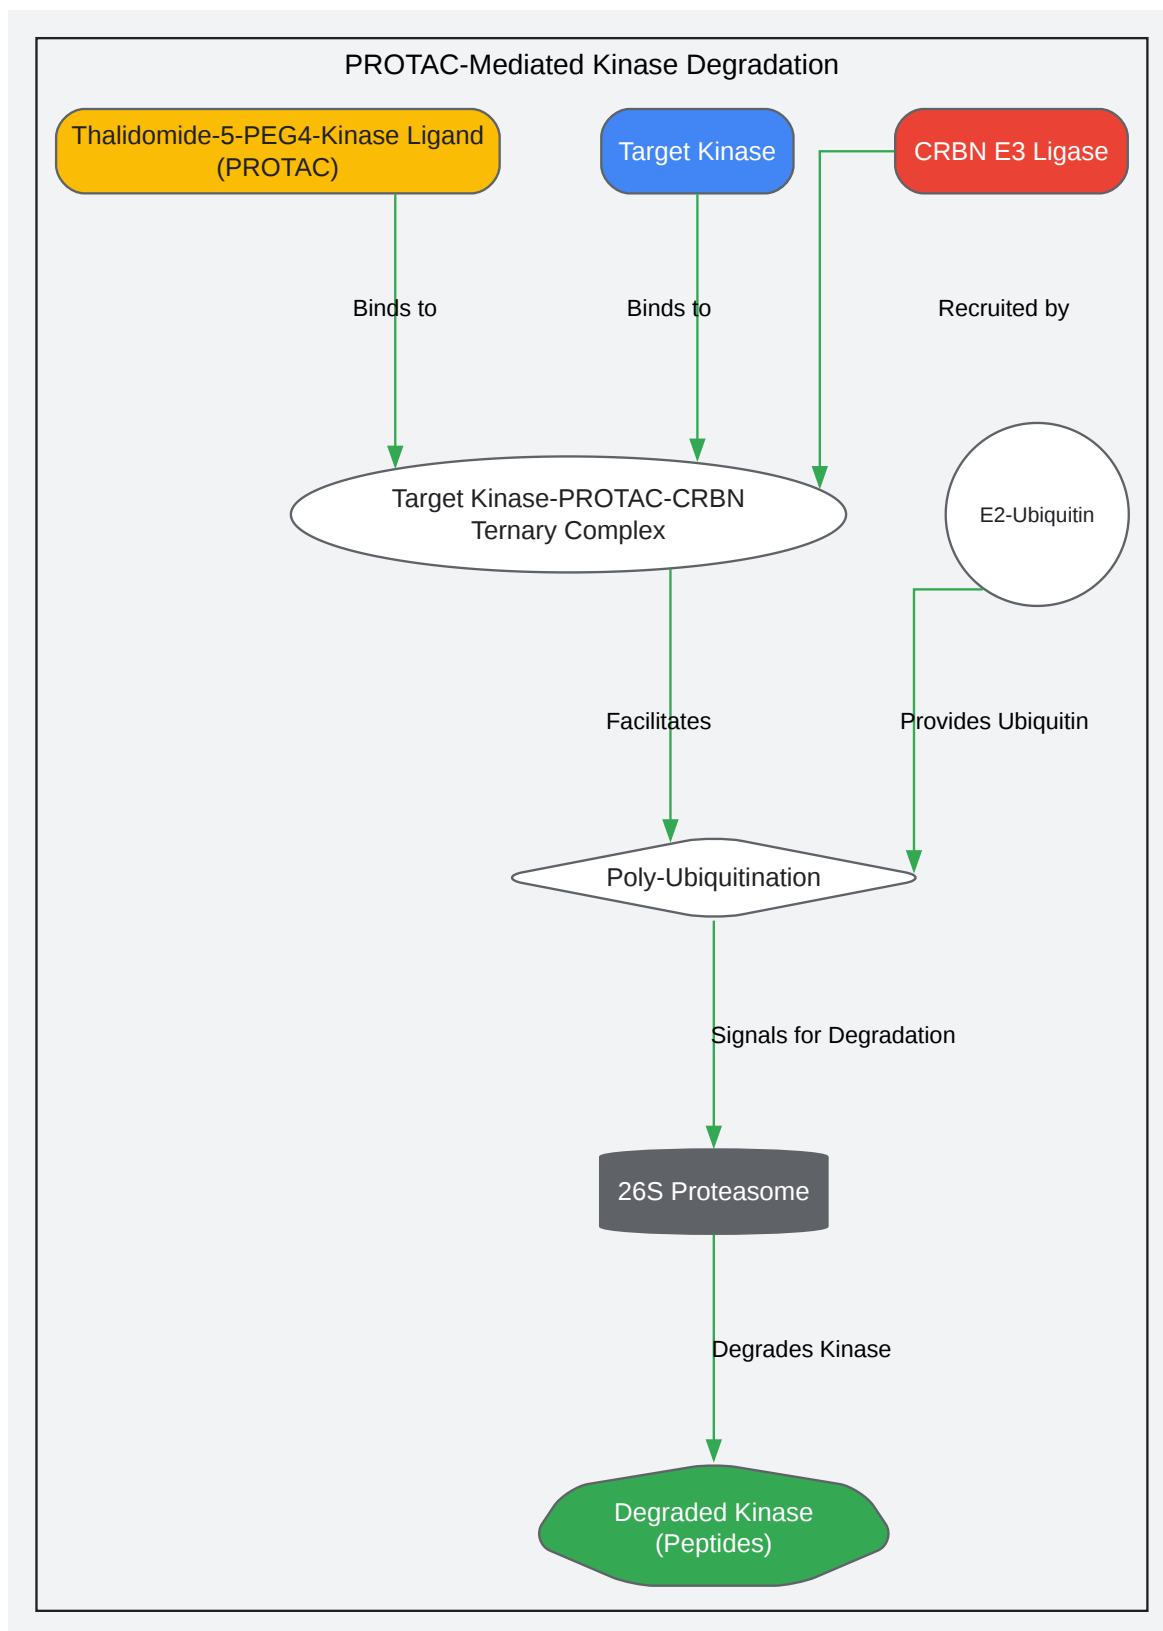 PROTAC-Mediated Kinase Degradation
Thalidomide-5-PEG4-Kinase Ligand
(PROTAC)
Target Kinase
CRBN E3 Ligase
Binds to
Binds to
Recruited by
Target Kinase-PROTAC-CRBN
Ternary Complex
E2-Ubiquitin
Facilitates
Provides Ubiquitin
Poly-Ubiquitination
Signals for Degradation
26S Proteasome
Degrades Kinase
Degraded Kinase
(Peptides)